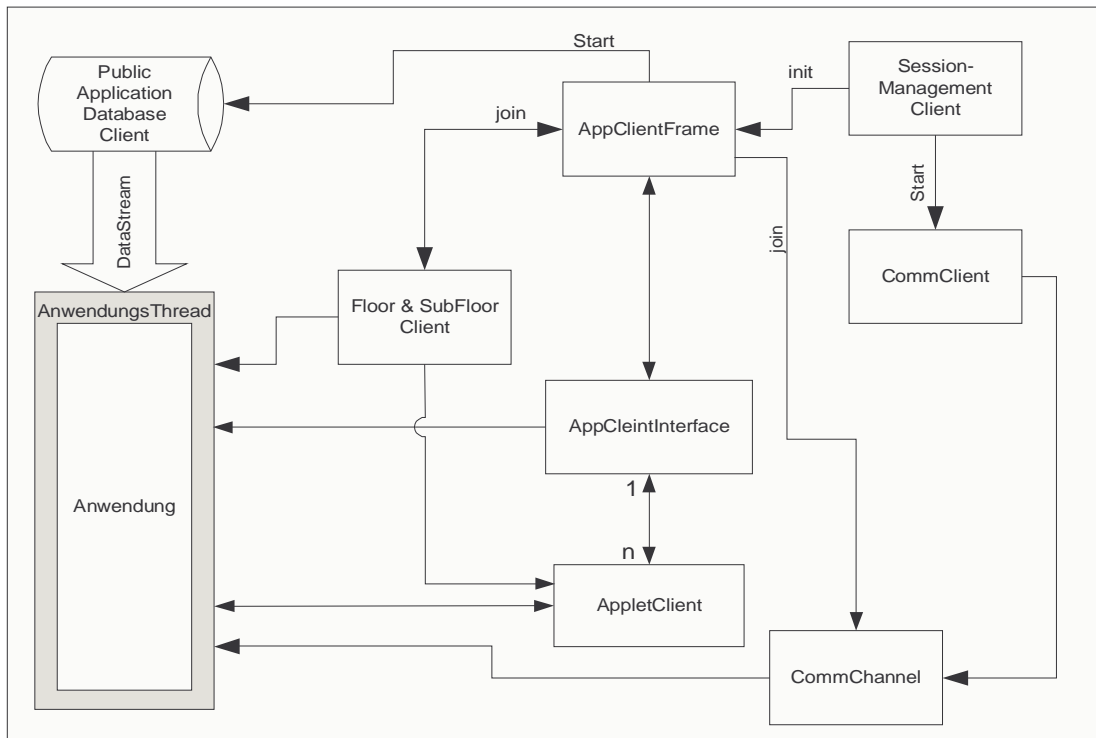 Start
Public
Application
Database
Client
init
Session-
Management
Client
join
AppClientFrame
DataStream
Start
join
CommClient
AnwendungsThread
Floor & SubFloor
Client
AppCleintInterface
Anwendung
1
n
AppletClient
CommChannel